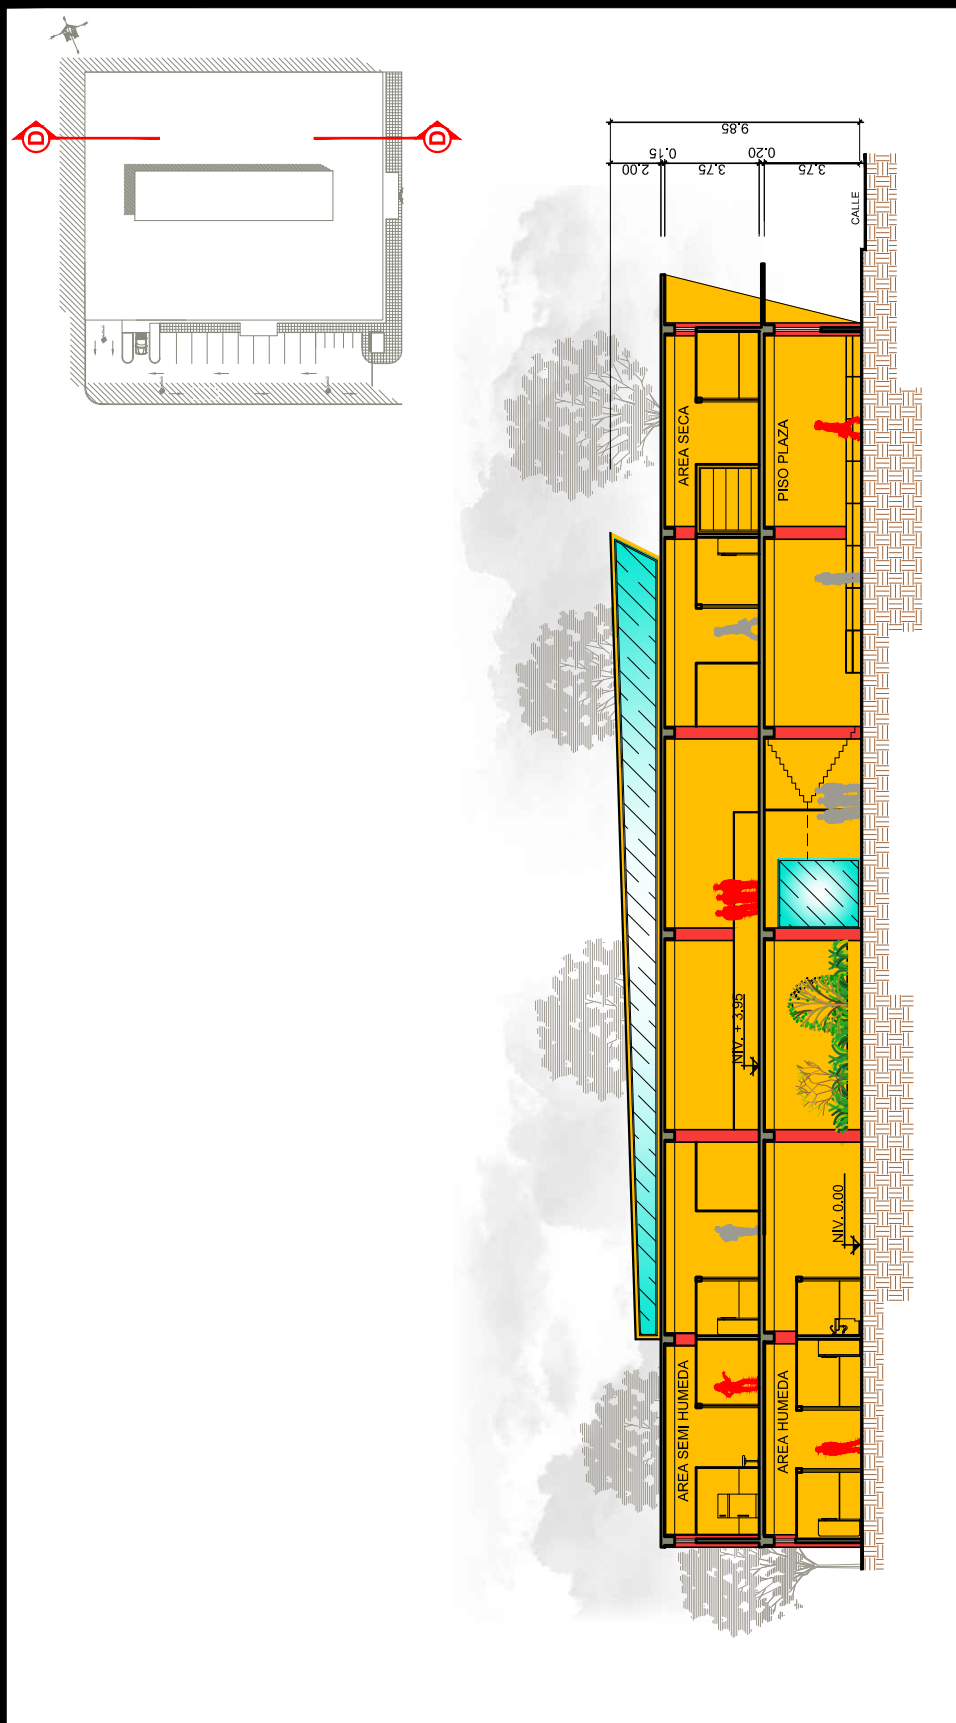 D
D
9.85
2.00
0.15
3.75
0.20
3.75
CALLE
AREA SECA
PISO PLAZA
NIV. + 3.95
NIV. 0.00
AREA SEMI HUMEDA
AREA HUMEDA